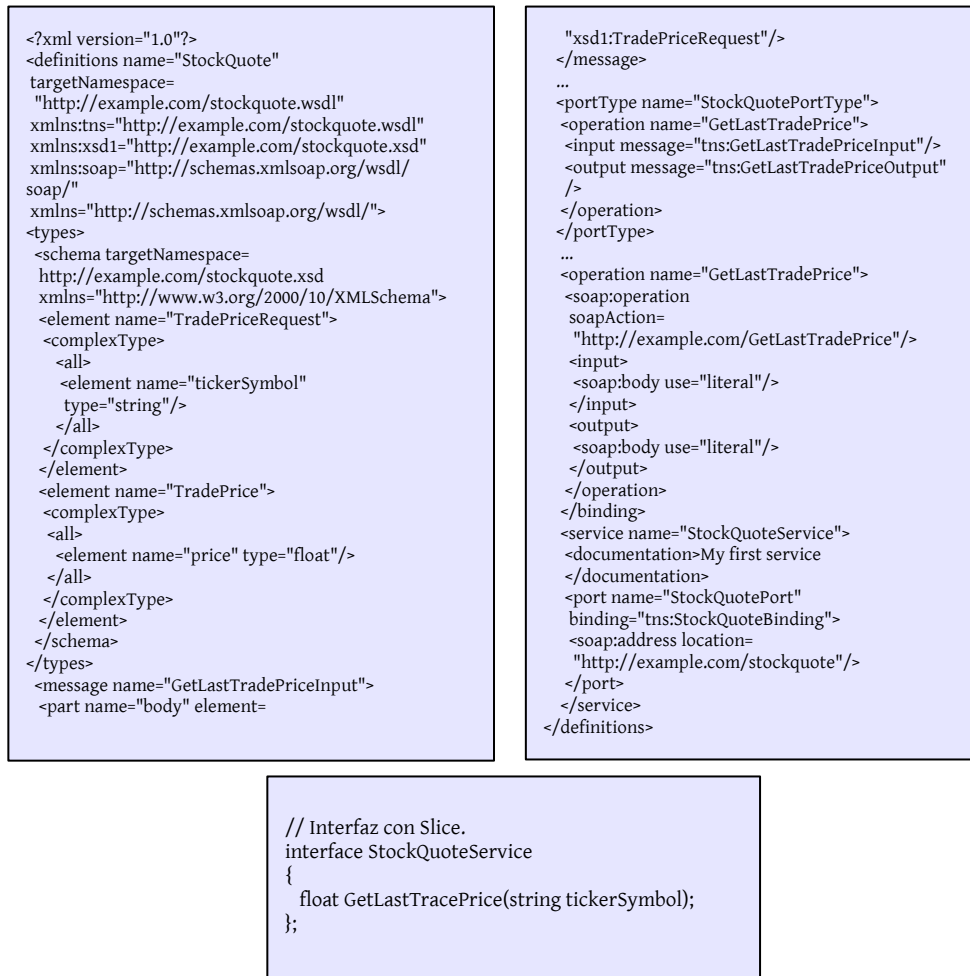 <?xml version="1.0"?>
<definitions name="StockQuote"
targetNamespace=
"http://example.com/stockquote.wsdl"
xmlns:tns="http://example.com/stockquote.wsdl"
xmlns:xsd1="http://example.com/stockquote.xsd"
xmlns:soap="http://schemas.xmlsoap.org/wsdl/
soap/"
xmlns="http://schemas.xmlsoap.org/wsdl/">
<types>
<schema targetNamespace=
http://example.com/stockquote.xsd
xmlns="http://www.w3.org/2000/10/XMLSchema">
<element name="TradePriceRequest">
<complexType>
<all>
<element name="tickerSymbol"
type="string"/>
</all>
</complexType>
</element>
<element name="TradePrice">
<complexType>
<all>
<element name="price" type="float"/>
</all>
</complexType>
</element>
</schema>
</types>
<message name="GetLastTradePriceInput">
<part name="body" element=
"xsd1:TradePriceRequest"/>
</message>
...
<portType name="StockQuotePortType">
<operation name="GetLastTradePrice">
<input message="tns:GetLastTradePriceInput"/>
<output message="tns:GetLastTradePriceOutput"
/>
</operation>
</portType>
...
<operation name="GetLastTradePrice">
<soap:operation
soapAction=
"http://example.com/GetLastTradePrice"/>
<input>
<soap:body use="literal"/>
</input>
<output>
<soap:body use="literal"/>
</output>
</operation>
</binding>
<service name="StockQuoteService">
<documentation>My first service
</documentation>
<port name="StockQuotePort"
binding="tns:StockQuoteBinding">
<soap:address location=
"http://example.com/stockquote"/>
</port>
</service>
</definitions>
// Interfaz con Slice.
interface StockQuoteService
{
float GetLastTracePrice(string tickerSymbol);
};